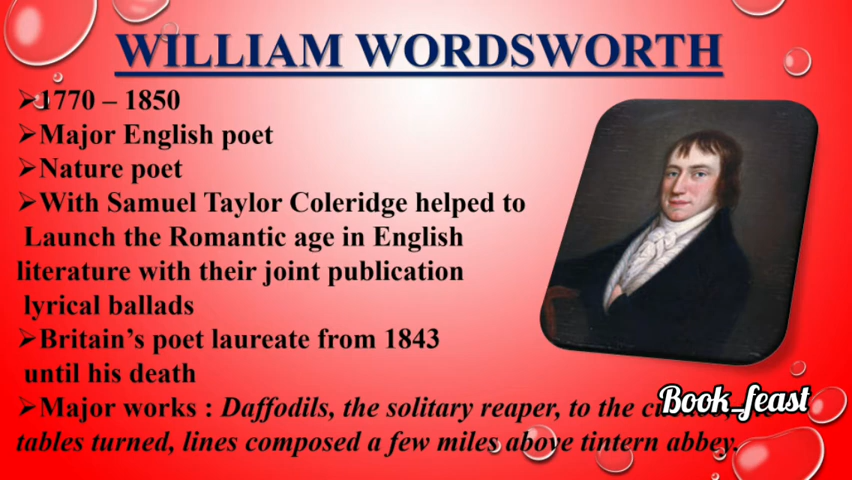 WILLIAM WORDSWORTH
➢1770 – 1850
➢Major English poet
➢Nature poet
➢With Samuel Taylor Coleridge helped to
Launch the Romantic age in English
literature with their joint publication
lyrical ballads
➢Britain's poet laureate from 1843
until his death
➢Major works : Daffodils, the solitary reaper, to the
Book_feast
tables turned, lines composed a few miles above tintern abbey.